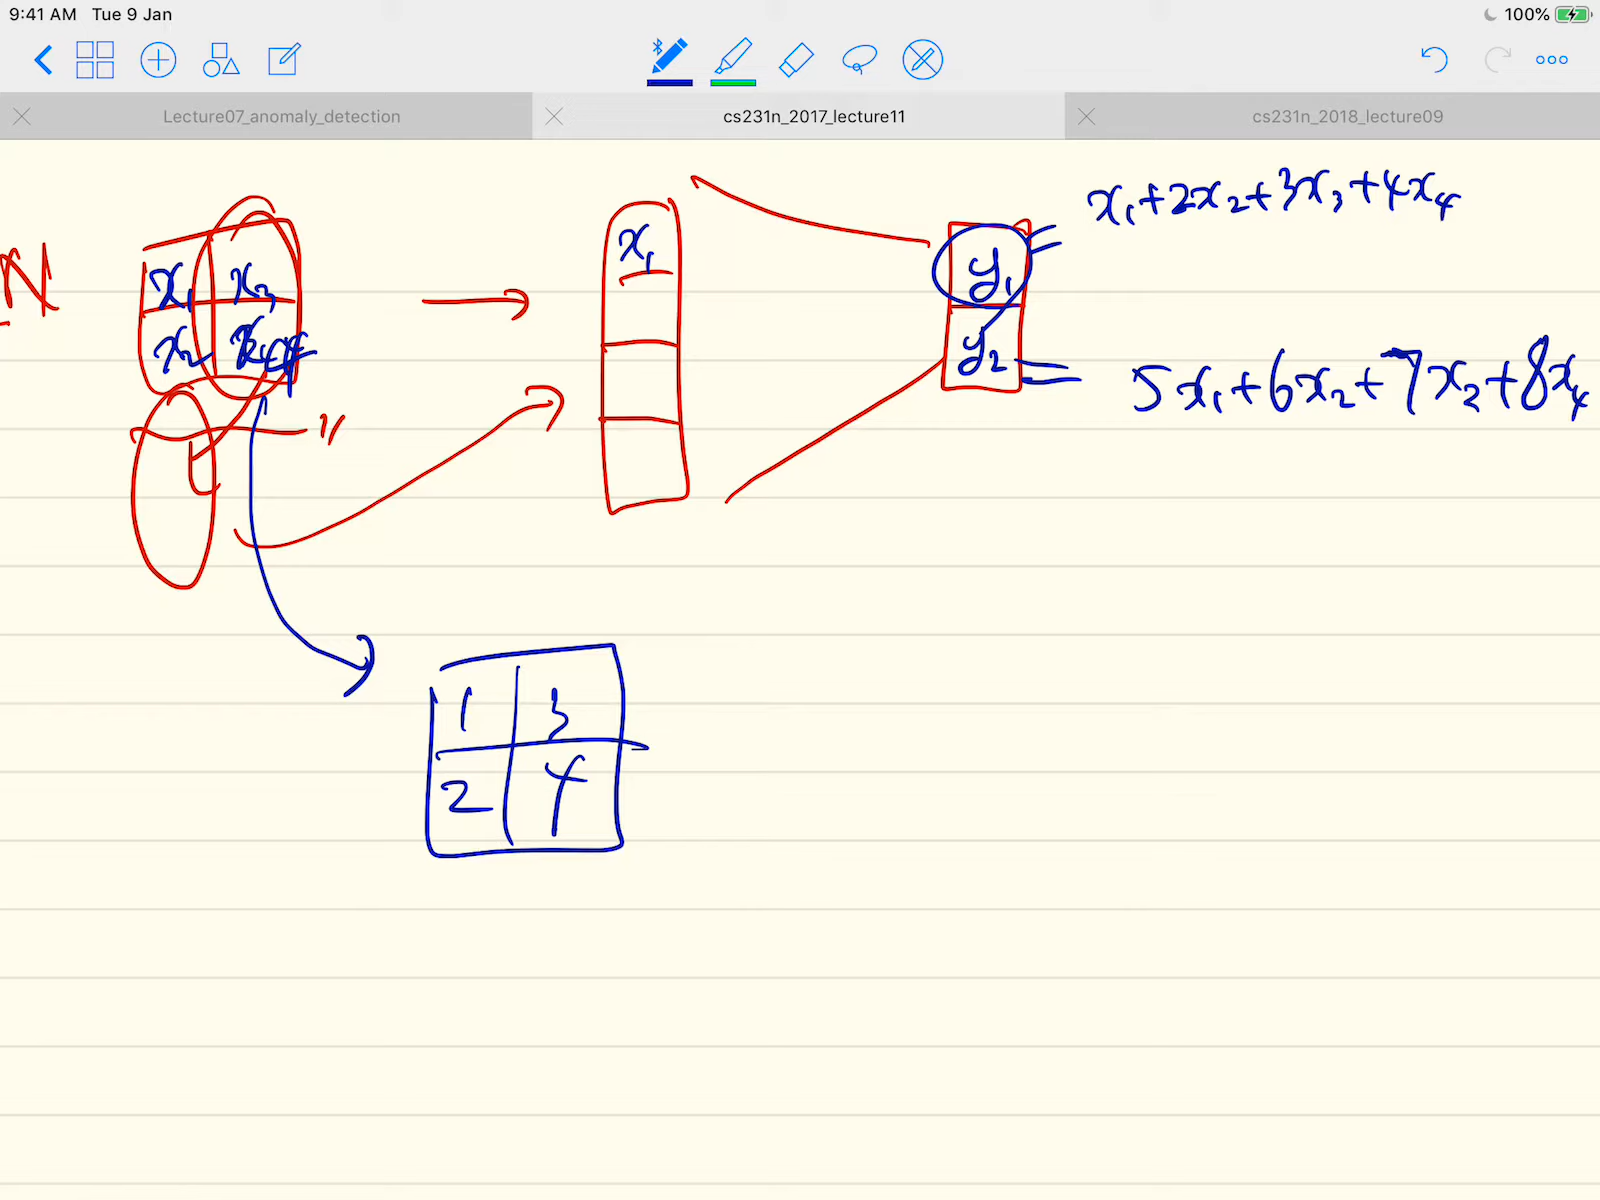 9:41 AM Tue 9 Jan 100%
Lecture07_anomaly_detection cs231n_2017_lecture11 cs231n_2018_lecture09
N
x₁ x₃
x₂ x₄
x₁
y₁ = x₁+2x₂+3x₃+4x₄
y₂ = 5x₁+6x₂+7x₂+8x₄
1 3
2 4